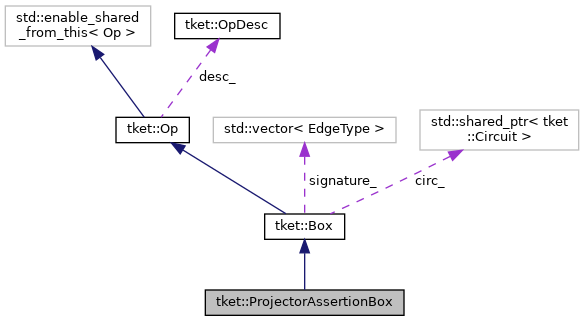 std::enable_shared
_from_this< Op >
tket::OpDesc
desc_
tket::Op
std::vector< EdgeType >
std::shared_ptr< tket
::Circuit >
signature_
circ_
tket::Box
tket::ProjectorAssertionBox